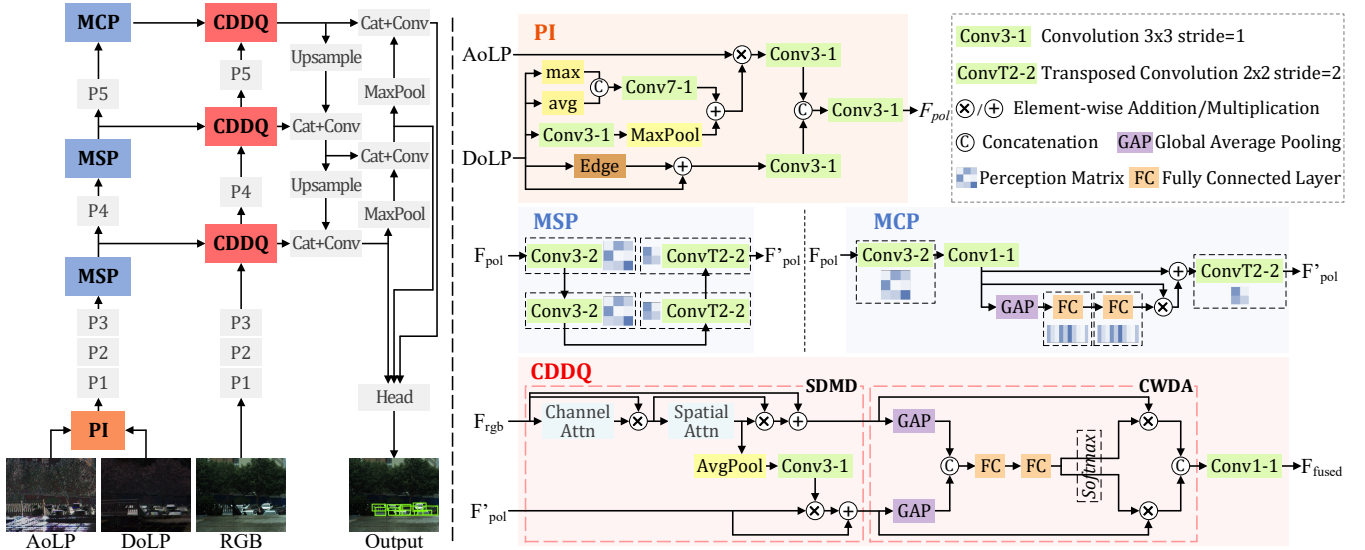 MCP
CDDQ
Cat+Conv
Upsample
P5
P5
MaxPool
CDDQ
Cat+Conv
MSP
Cat+Conv
Upsample
P4
P4
MaxPool
CDDQ
Cat+Conv
MSP
P3
P3
P2
P2
P1
P1
Head
PI
AoLP
DoLP
RGB
Output
PI
AoLP
max
avg
C
Conv7-1
Conv3-1
MaxPool
DoLP
Edge
Conv3-1
Conv3-1
C
Conv3-1
F_pol
Conv3-1 Convolution 3x3 stride=1
ConvT2-2 Transposed Convolution 2x2 stride=2
⊗/⊕ Element-wise Addition/Multiplication
C Concatenation GAP Global Average Pooling
Perception Matrix FC Fully Connected Layer
MSP
F_pol
Conv3-2
ConvT2-2
F'_pol
Conv3-2
ConvT2-2
MCP
F_pol
Conv3-2
Conv1-1
GAP
FC
FC
ConvT2-2
F'_pol
CDDQ
SDMD
CWDA
F_rgb
Channel
Attn
Spatial
Attn
AvgPool
Conv3-1
F'_pol
GAP
GAP
C
FC
FC
Softmax
C
Conv1-1
F_fused